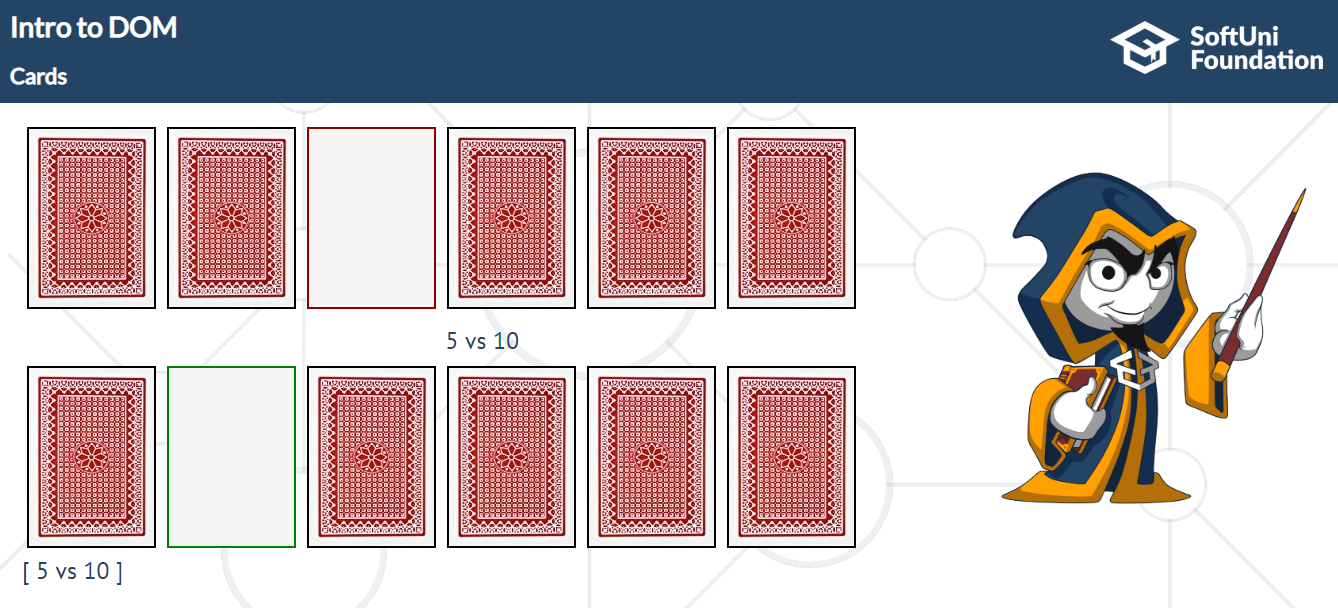 Intro to DOM
Cards
SoftUni
Foundation
5 vs 10
[ 5 vs 10 ]